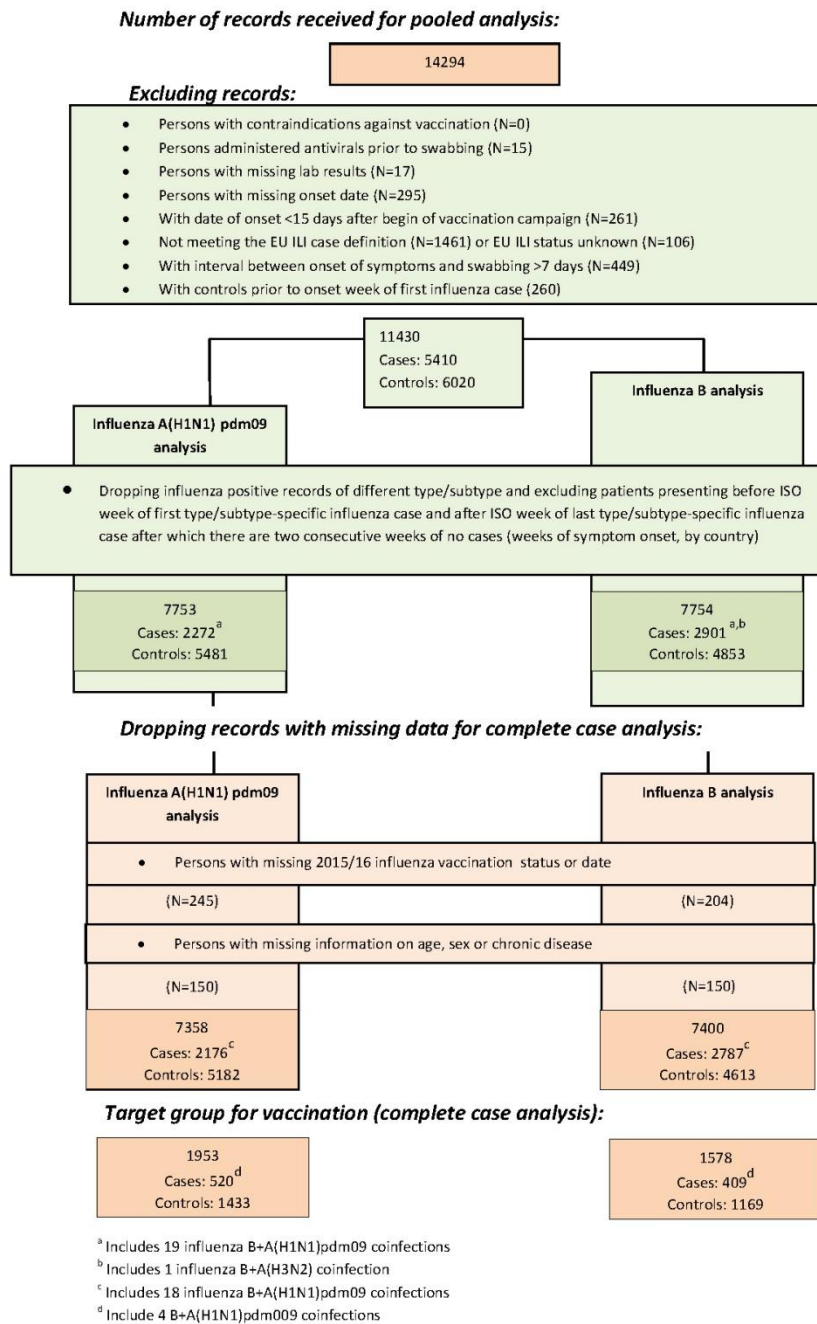 Number of records received for pooled analysis:
14294
Excluding records:
• Persons with contraindications against vaccination (N=0)
• Persons administered antivirals prior to swabbing (N=15)
• Persons with missing lab results (N=17)
• Persons with missing onset date (N=295)
• With date of onset <15 days after begin of vaccination campaign (N=261)
• Not meeting the EU ILI case definition (N=1461) or EU ILI status unknown (N=106)
• With interval between onset of symptoms and swabbing >7 days (N=449)
• With controls prior to onset week of first influenza case (260)
11430
Cases: 5410
Controls: 6020
Influenza A(H1N1) pdm09
analysis
Influenza B analysis
• Dropping influenza positive records of different type/subtype and excluding patients presenting before ISO
week of first type/subtype-specific influenza case and after ISO week of last type/subtype-specific influenza
case after which there are two consecutive weeks of no cases (weeks of symptom onset, by country)
7753
Cases: 2272a
Controls: 5481
7754
Cases: 2901a,b
Controls: 4853
Dropping records with missing data for complete case analysis:
Influenza A(H1N1) pdm09
analysis
Influenza B analysis
• Persons with missing 2015/16 influenza vaccination status or date
(N=245)
(N=204)
• Persons with missing information on age, sex or chronic disease
(N=150)
(N=150)
7358
Cases: 2176c
Controls: 5182
7400
Cases: 2787c
Controls: 4613
Target group for vaccination (complete case analysis):
1953
Cases: 520d
Controls: 1433
1578
Cases: 409d
Controls: 1169
a Includes 19 influenza B+A(H1N1)pdm09 coinfections
b Includes 1 influenza B+A(H3N2) coinfection
c Includes 18 influenza B+A(H1N1)pdm09 coinfections
d Include 4 B+A(H1N1)pdm009 coinfections